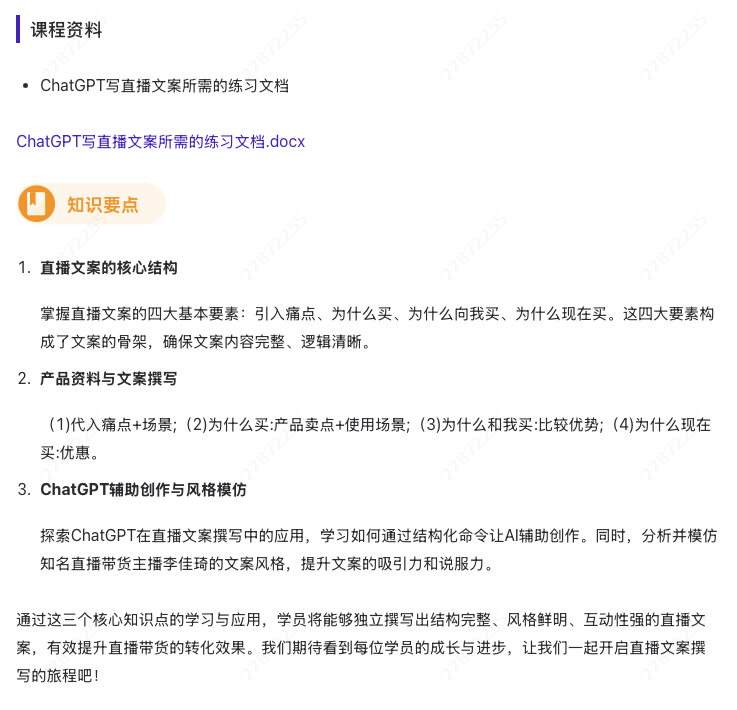 课程资料
ChatGPT写直播文案所需的练习文档
ChatGPT写直播文案所需的练习文档.docx
知识要点
1. 直播文案的核心结构
掌握直播文案的四大基本要素：引入痛点、为什么买、为什么向我买、为什么现在买。这四大要素构
成了文案的骨架，确保文案内容完整、逻辑清晰。
2. 产品资料与文案撰写
（1)代入痛点+场景;（2)为什么买:产品卖点+使用场景;（3)为什么和我买:比较优势;（4)为什么现在
买:优惠。
3. ChatGPT辅助创作与风格模仿
探索ChatGPT在直播文案撰写中的应用，学习如何通过结构化命令让AI辅助创作。同时，分析并模仿
知名直播带货主播李佳琦的文案风格，提升文案的吸引力和说服力。
通过这三个核心知识点的学习与应用，学员将能够独立撰写出结构完整、风格鲜明、互动性强的直播文
案，有效提升直播带货的转化效果。我们期待看到每位学员的成长与进步，让我们一起开启直播文案撰
写的旅程吧！
22872255